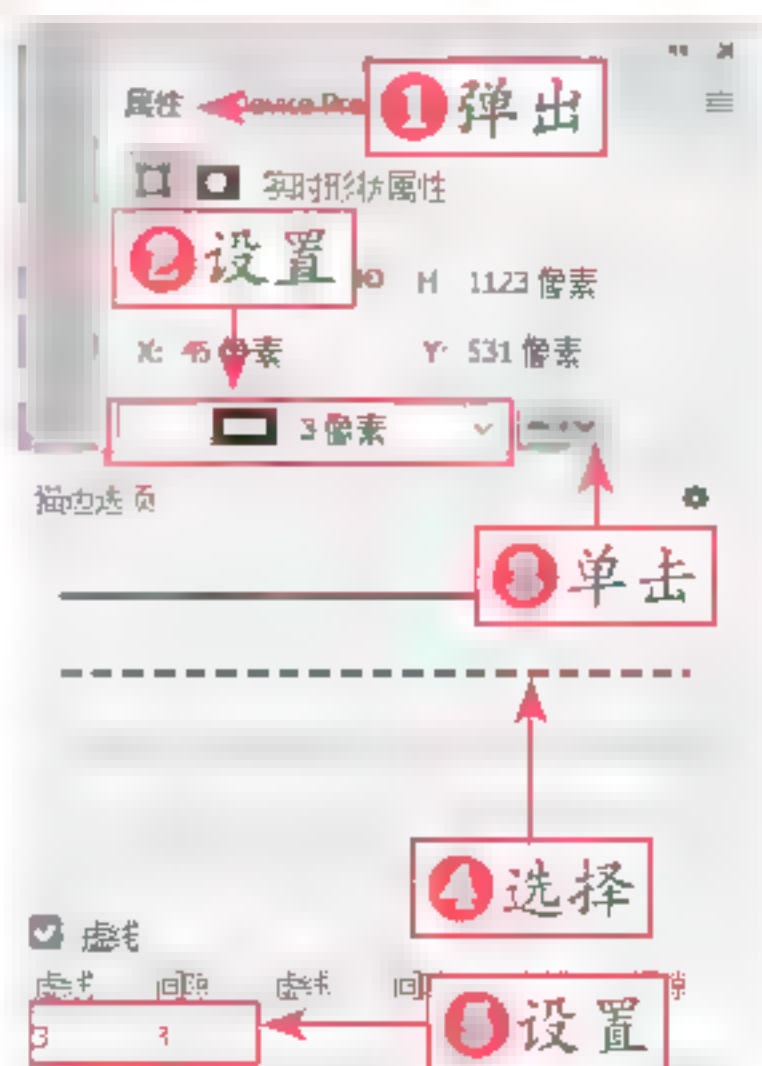 属性 ❶弹出
实时形状属性
❷设置 H 1123 像素
X: 45 像素 Y: 531 像素
3 像素
描边选项
❸单击
❹选择
虚线
虚线 间隙 虚线
3 3 ❺设置